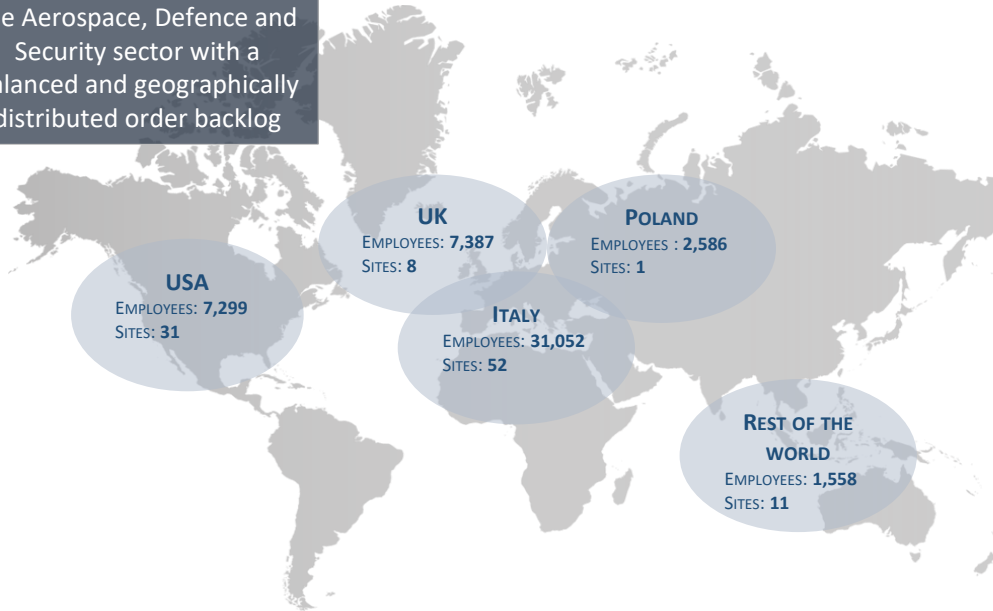 Aerospace, Defence and
Security sector with a
and geographically
distributed order backlog
UK
EMPLOYEES: 7,387
SITES: 8
POLAND
EMPLOYEES : 2,586
SITES: 1
USA
EMPLOYEES: 7,299
SITES: 31
ITALY
EMPLOYEES: 31,052
SITES: 52
REST OF THE
WORLD
EMPLOYEES: 1,558
SITES: 11